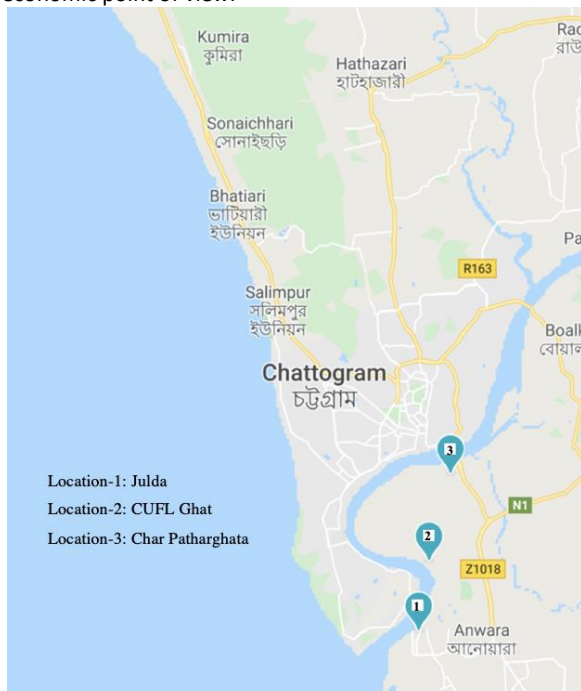 economic point of view.
Kumira
কুমিরা
Hathazari
হাটহাজারী
Sonaichhari
সোনাইছড়ি
Bhatiari
ভাটিয়ারী
ইউনিয়ন
R163
Salimpur
সলিমপুর
ইউনিয়ন
Chattogram
চট্টগ্রাম
3
Location-1: Julda
Location-2: CUFL Ghat
Location-3: Char Patharghata
N1
2
Z1018
1
Anwara
আনোয়ারা